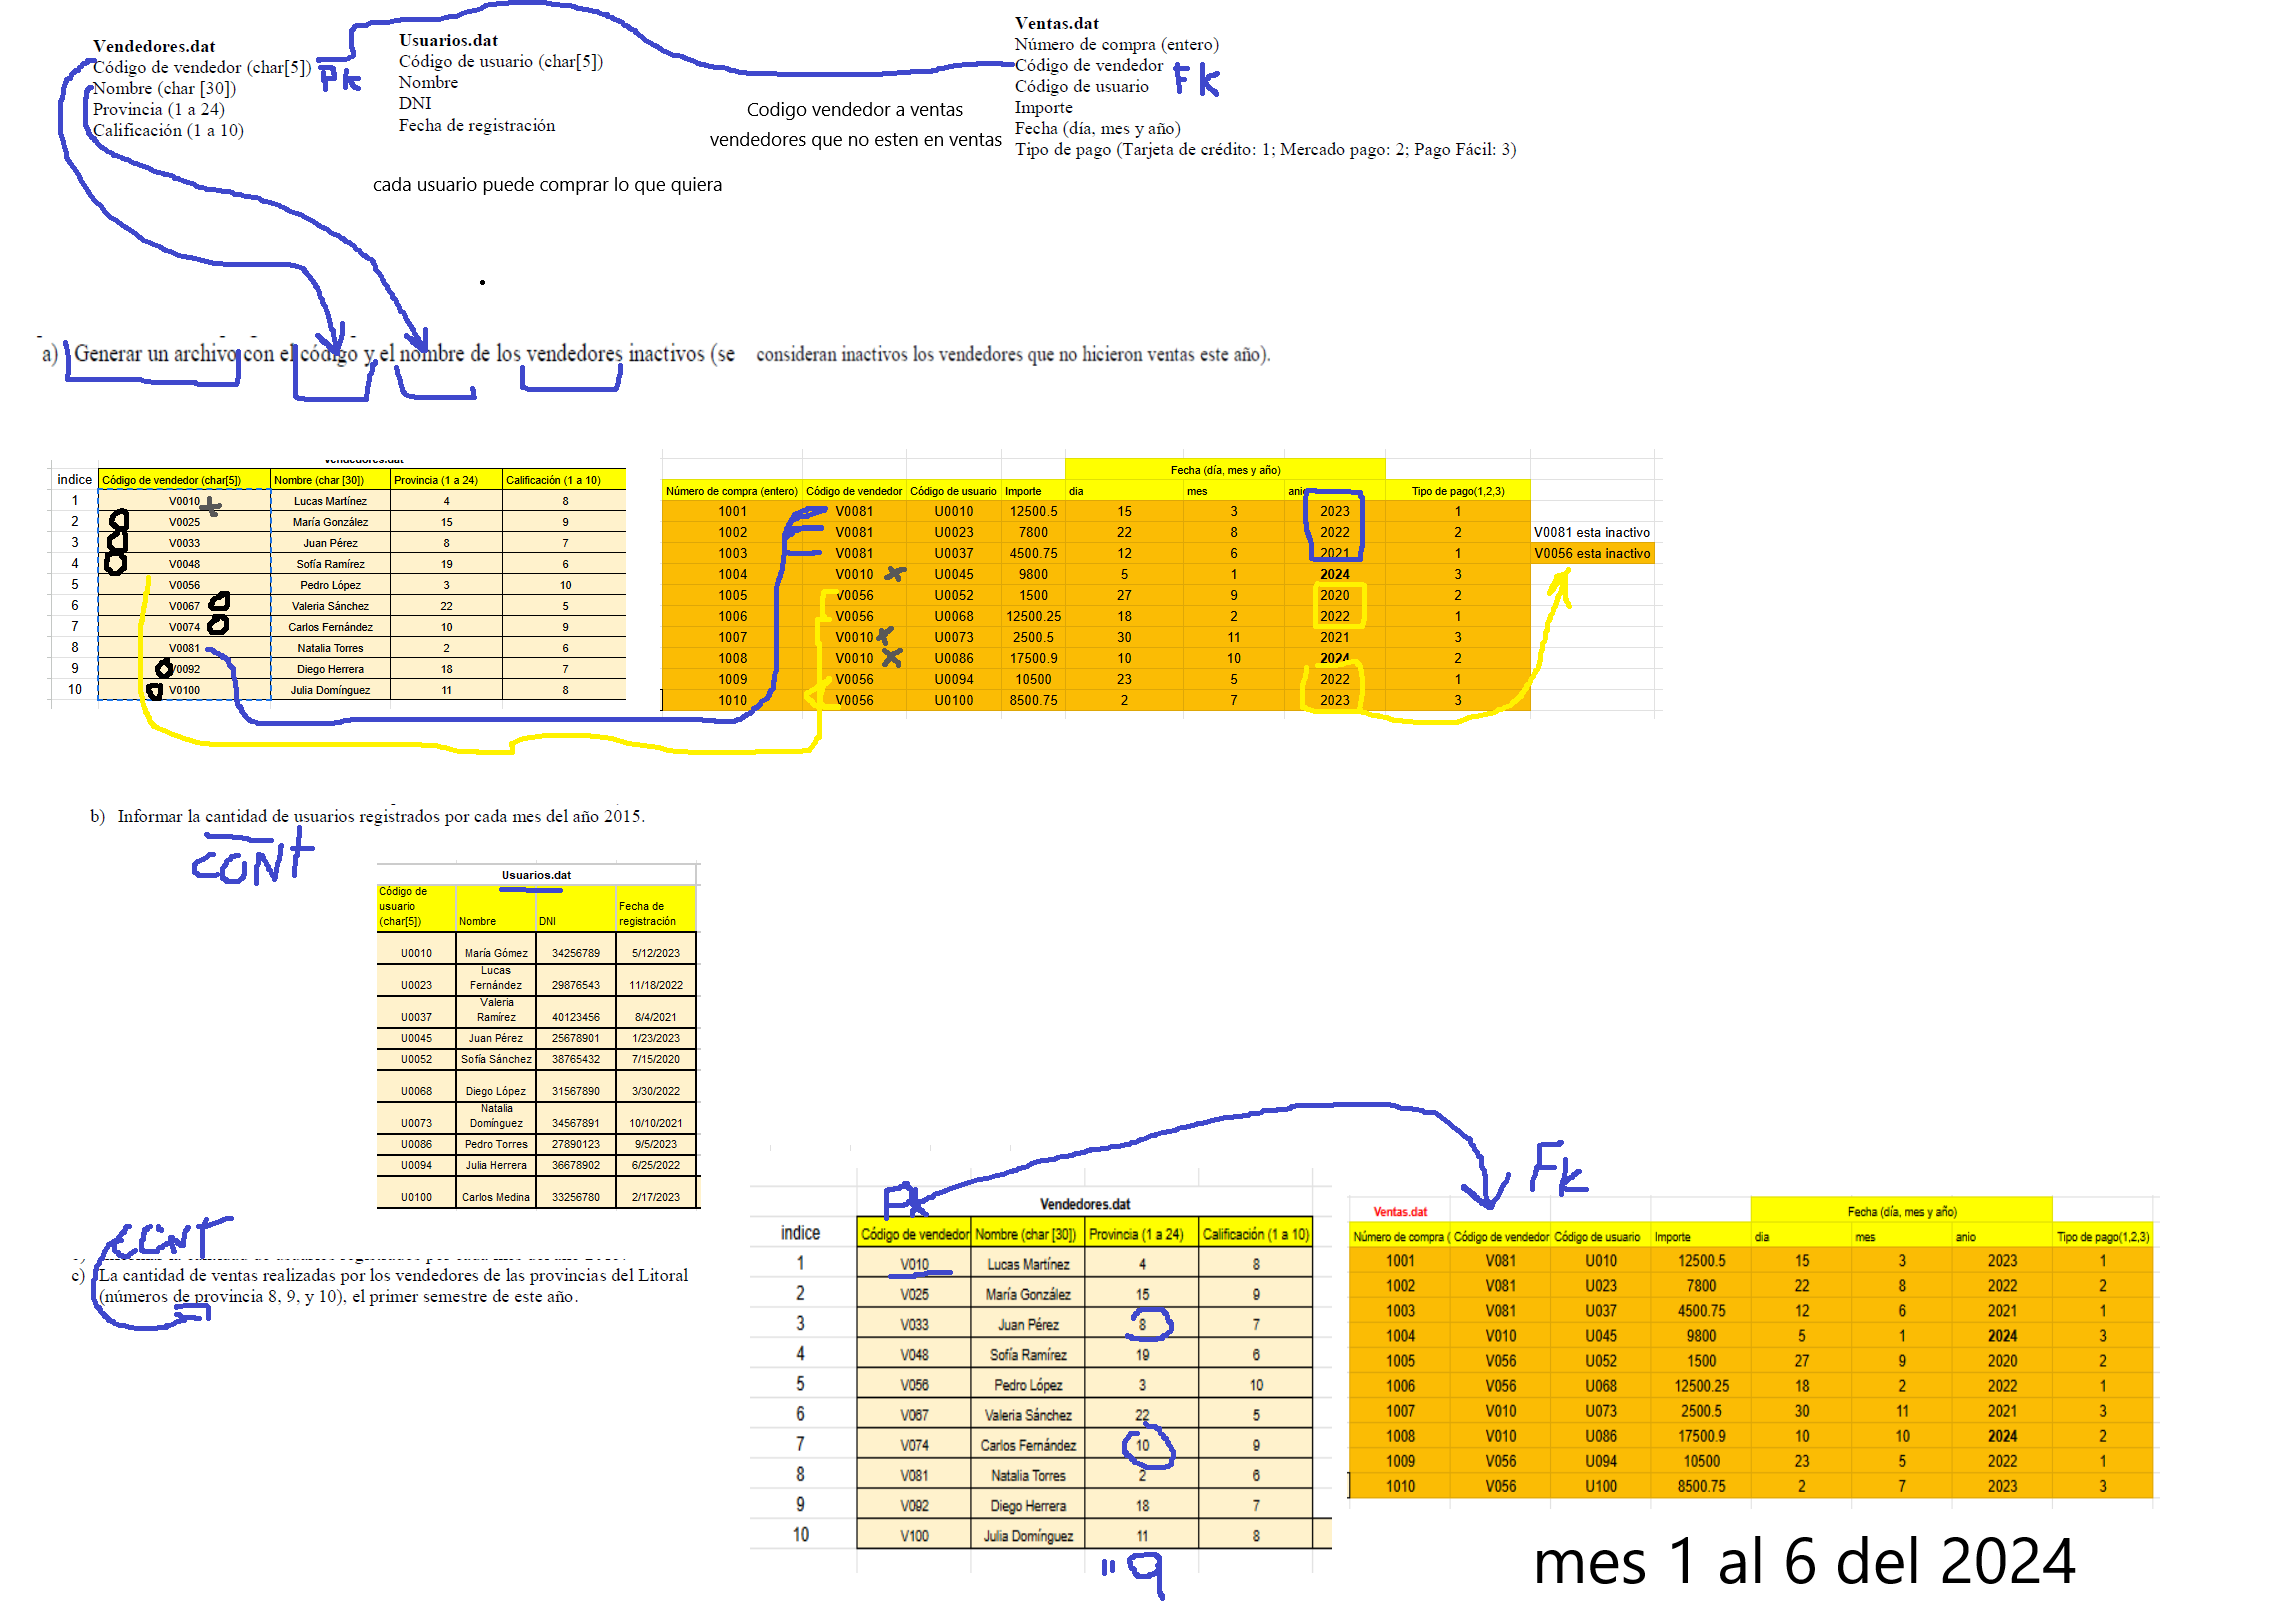 Vendedores.dat
Código de vendedor (char[5]) PK
Nombre (char [30])
Provincia (1 a 24)
Calificación (1 a 10)
Usuarios.dat
Código de usuario (char[5])
Nombre
DNI
Fecha de registración
Ventas.dat
Número de compra (entero)
Código de vendedor FK
Código de usuario
Importe
Fecha (día, mes y año)
Tipo de pago (Tarjeta de crédito: 1; Mercado pago: 2; Pago Fácil: 3)
Codigo vendedor a ventas
vendedores que no esten en ventas
cada usuario puede comprar lo que quiera
a) Generar un archivo con el código y el nombre de los vendedores inactivos (se consideran inactivos los vendedores que no hicieron ventas este año).
Vendedores.dat
indice Código de vendedor (char[5]) Nombre (char [30]) Provincia (1 a 24) Calificación (1 a 10)
1 V0010 Lucas Martínez 4 8
2 V0025 María González 15 9
3 V0033 Juan Pérez 8 7
4 V0048 Sofía Ramírez 19 6
5 V0056 Pedro López 3 10
6 V0067 Valeria Sánchez 22 5
7 V0074 Carlos Fernández 10 9
8 V0081 Natalia Torres 2 6
9 V0092 Diego Herrera 18 7
10 V0100 Julia Domínguez 11 8
Fecha (día, mes y año)
Número de compra (entero) Código de vendedor Código de usuario Importe dia mes anio Tipo de pago(1,2,3)
1001 V0081 U0010 12500.5 15 3 2023 1
1002 V0081 U0023 7800 22 8 2022 2 V0081 esta inactivo
1003 V0081 U0037 4500.75 12 6 2021 1 V0056 esta inactivo
1004 V0010 U0045 9800 5 1 2024 3
1005 V0056 U0052 1500 27 9 2020 2
1006 V0056 U0068 12500.25 18 2 2022 1
1007 V0010 U0073 2500.5 30 11 2021 3
1008 V0010 U0086 17500.9 10 10 2024 2
1009 V0056 U0094 10500 23 5 2022 1
1010 V0056 U0100 8500.75 2 7 2023 3
b) Informar la cantidad de usuarios registrados por cada mes del año 2015.
CONT
Usuarios.dat
Código de usuario (char[5]) Nombre DNI Fecha de registración
U0010 María Gómez 34256789 5/12/2023
U0023 Lucas Fernández 29876543 11/18/2022
U0037 Valeria Ramírez 40123456 8/4/2021
U0045 Juan Pérez 25678901 1/23/2023
U0052 Sofía Sánchez 38765432 7/15/2020
U0068 Diego López 31567890 3/30/2022
U0073 Natalia Domínguez 34567891 10/10/2021
U0086 Pedro Torres 27890123 9/5/2023
U0094 Julia Herrera 36678902 6/25/2022
U0100 Carlos Medina 33256780 2/17/2023
CONT
c) La cantidad de ventas realizadas por los vendedores de las provincias del Litoral
(números de provincia 8, 9, y 10), el primer semestre de este año.
PK
Vendedores.dat
indice Código de vendedor Nombre (char [30]) Provincia (1 a 24) Calificación (1 a 10)
1 V010 Lucas Martínez 4 8
2 V025 María González 15 9
3 V033 Juan Pérez 8 7
4 V048 Sofía Ramírez 19 6
5 V056 Pedro López 3 10
6 V067 Valeria Sánchez 22 5
7 V074 Carlos Fernández 10 9
8 V081 Natalia Torres 2 6
9 V092 Diego Herrera 18 7
10 V100 Julia Domínguez 11 8
"9
FK
Ventas.dat Fecha (día, mes y año)
Número de compra ( Código de vendedor Código de usuario Importe dia mes anio Tipo de pago(1,2,3)
1001 V081 U010 12500.5 15 3 2023 1
1002 V081 U023 7800 22 8 2022 2
1003 V081 U037 4500.75 12 6 2021 1
1004 V010 U045 9800 5 1 2024 3
1005 V056 U052 1500 27 9 2020 2
1006 V056 U068 12500.25 18 2 2022 1
1007 V010 U073 2500.5 30 11 2021 3
1008 V010 U086 17500.9 10 10 2024 2
1009 V056 U094 10500 23 5 2022 1
1010 V056 U100 8500.75 2 7 2023 3
mes 1 al 6 del 2024